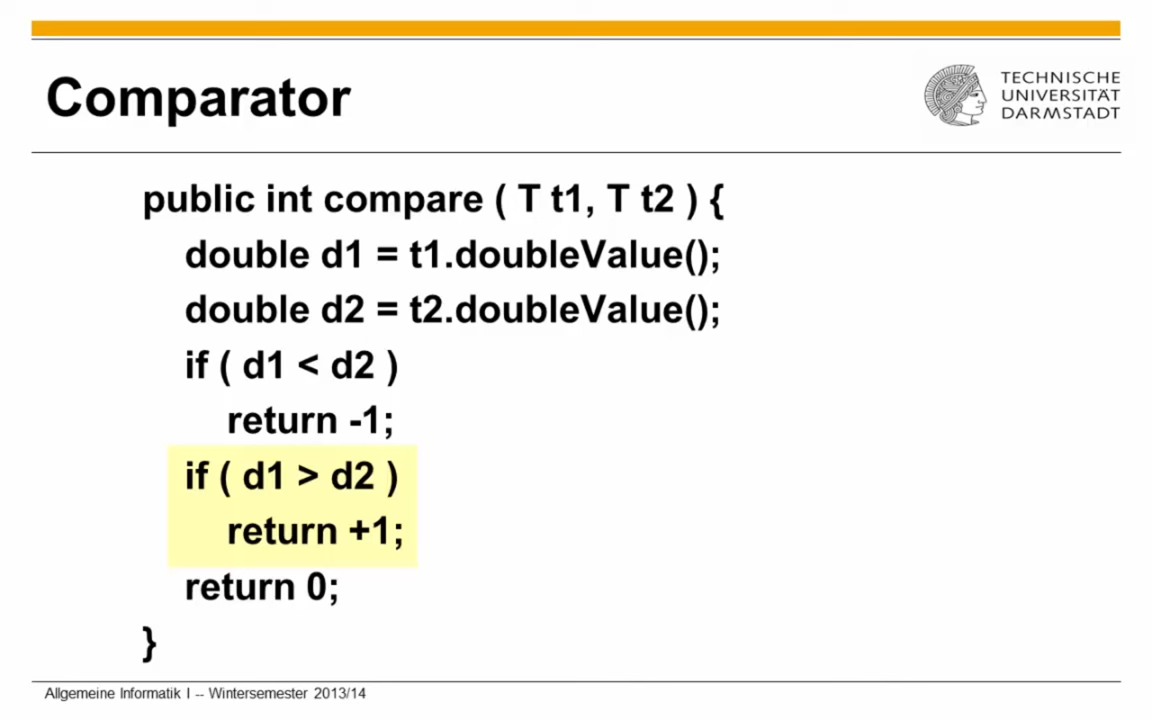 Comparator
TECHNISCHE
UNIVERSITÄT
DARMSTADT
public int compare ( T t1, T t2 ) {
double d1 = t1.doubleValue();
double d2 = t2.doubleValue();
if ( d1 < d2 )
return -1;
if ( d1 > d2 )
return +1;
return 0;
}
Allgemeine Informatik I -- Wintersemester 2013/14